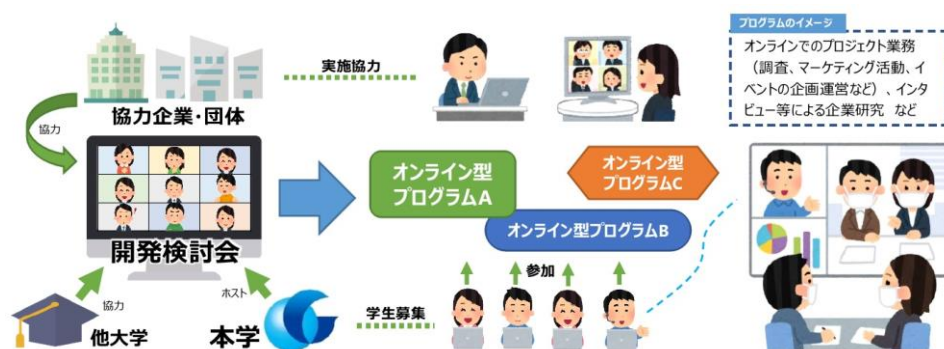 プログラムのイメージ
オンラインでのプロジェクト業務
（調査、マーケティング活動、イ
ベントの企画運営など）、インタ
ビュー等による企業研究 など
実施協力
協力企業・団体
協力
開発検討会
オンライン型
プログラムA
オンライン型
プログラムC
オンライン型プログラムB
参加
協力
ホスト
他大学
本学
学生募集